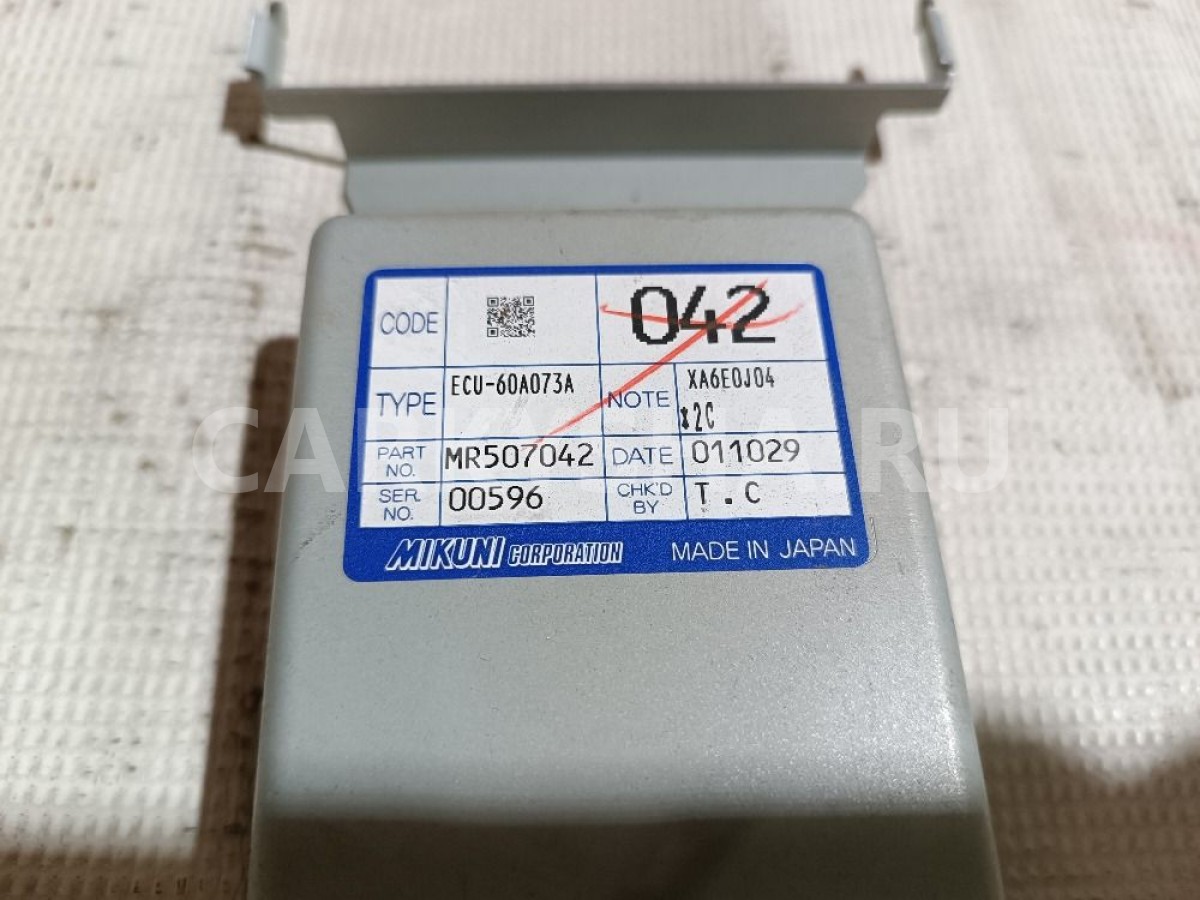 CODE 042
TYPE ECU-60A073A NOTE XA6E0J04
*2C
PART NO. MR507042 DATE 011029
SER. NO. 00596 CHK'D BY T.C
MIKUNI CORPORATION MADE IN JAPAN